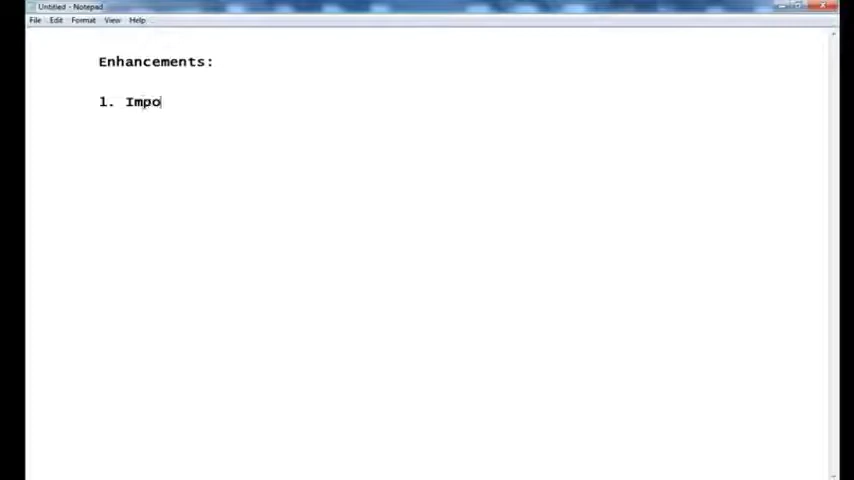 Untitled - Notepad
File Edit Format View Help
Enhancements:
1. Impo